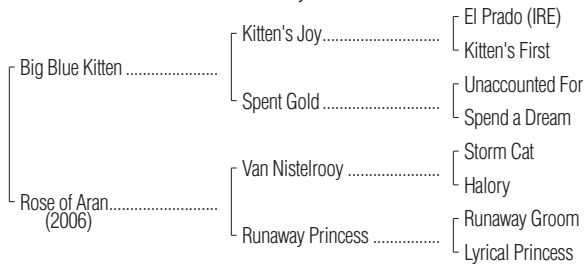 El Prado (IRE)
Kitten's Joy........................
Kitten's First
Big Blue Kitten ......................
Unaccounted For
Spent Gold ............................
Spend a Dream
Storm Cat
Van Nistelrooy ......................
Halory
Rose of Aran..........................
(2006)
Runaway Groom
Runaway Princess ................
Lyrical Princess